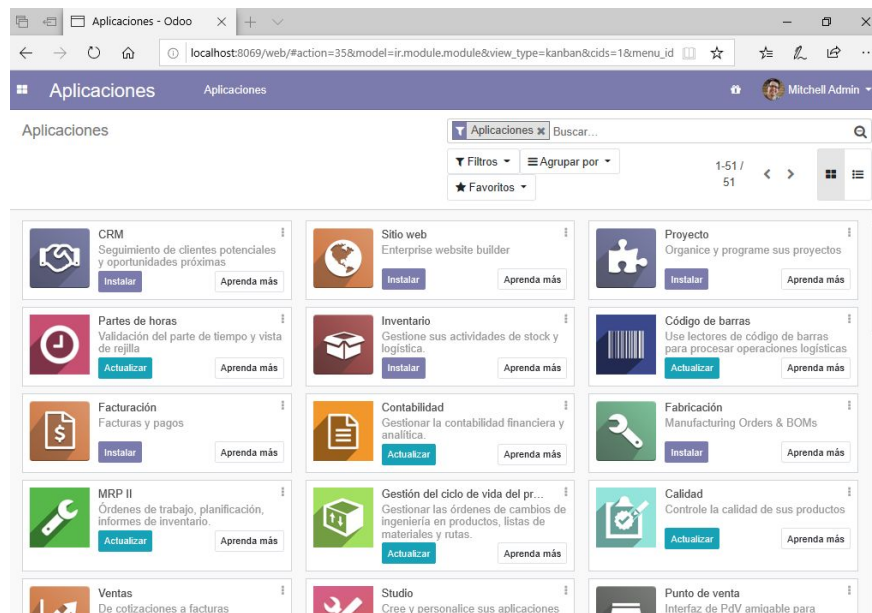 Aplicaciones - Odoo
localhost:8069/web/#action=35&model=ir.module.module&view_type=kanban&cids=1&menu_id
Aplicaciones
Aplicaciones
Mitchell Admin
Aplicaciones
Aplicaciones
Buscar...
Filtros
Agrupar por
Favoritos
1-51 /
51
CRM
Seguimiento de clientes potenciales
y oportunidades próximas
Instalar
Aprenda más
Sitio web
Enterprise website builder
Instalar
Aprenda más
Proyecto
Organice y programe sus proyectos
Instalar
Aprenda más
Partes de horas
Validación del parte de tiempo y vista
de rejilla
Actualizar
Aprenda más
Inventario
Gestione sus actividades de stock y
logística.
Instalar
Aprenda más
Código de barras
Use lectores de código de barras
para procesar operaciones logísticas
Actualizar
Aprenda más
Facturación
Facturas y pagos
Instalar
Aprenda más
Contabilidad
Gestionar la contabilidad financiera y
analítica.
Actualizar
Aprenda más
Fabricación
Manufacturing Orders & BOMs
Instalar
Aprenda más
MRP II
Órdenes de trabajo, planificación,
informes de inventario.
Actualizar
Aprenda más
Gestión del ciclo de vida del pr...
Gestionar las órdenes de cambios de
ingeniería en productos, listas de
materiales y rutas.
Actualizar
Aprenda más
Calidad
Controle la calidad de sus productos
Actualizar
Aprenda más
Ventas
De cotizaciones a facturas
Studio
Cree y personalice sus aplicaciones
Punto de venta
Interfaz de PdV amigable para